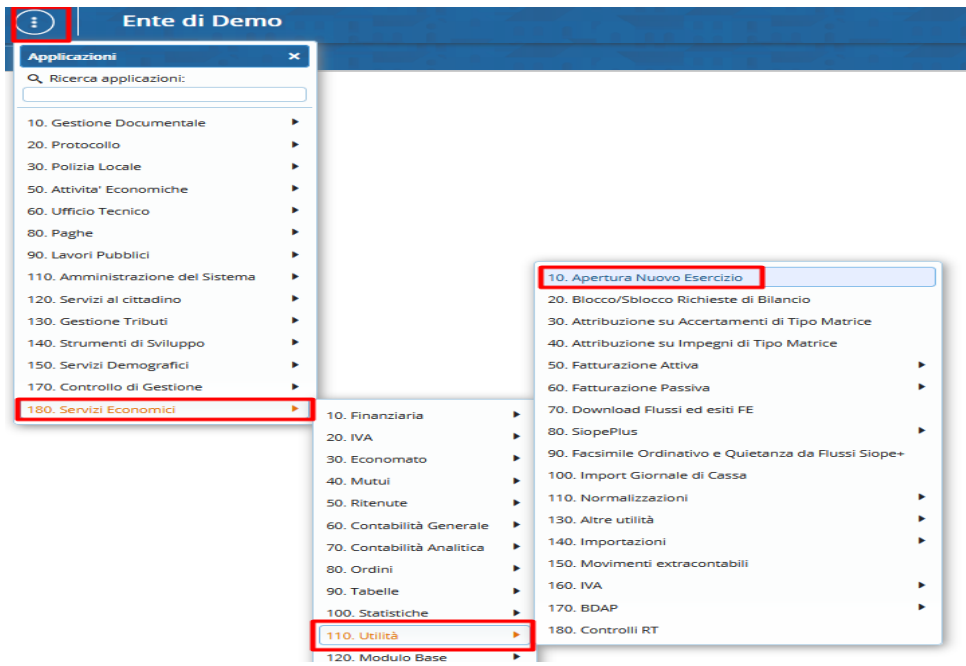 Ente di Demo
Applicazioni
Ricerca applicazioni:
10. Gestione Documentale
20. Protocollo
30. Polizia Locale
50. Attivita' Economiche
60. Ufficio Tecnico
80. Paghe
90. Lavori Pubblici
110. Amministrazione del Sistema
120. Servizi al cittadino
130. Gestione Tributi
140. Strumenti di Sviluppo
150. Servizi Demografici
170. Controllo di Gestione
180. Servizi Economici
10. Finanziaria
20. IVA
30. Economato
40. Mutui
50. Ritenute
60. Contabilità Generale
70. Contabilità Analitica
80. Ordini
90. Tabelle
100. Statistiche
110. Utilità
120. Modulo Base
10. Apertura Nuovo Esercizio
20. Blocco/Sblocco Richieste di Bilancio
30. Attribuzione su Accertamenti di Tipo Matrice
40. Attribuzione su Impegni di Tipo Matrice
50. Fatturazione Attiva
60. Fatturazione Passiva
70. Download Flussi ed esiti FE
80. SiopePlus
90. Facsimile Ordinativo e Quietanza da Flussi Siope+
100. Import Giornale di Cassa
110. Normalizzazioni
130. Altre utilità
140. Importazioni
150. Movimenti extracontabili
160. IVA
170. BDAP
180. Controlli RT